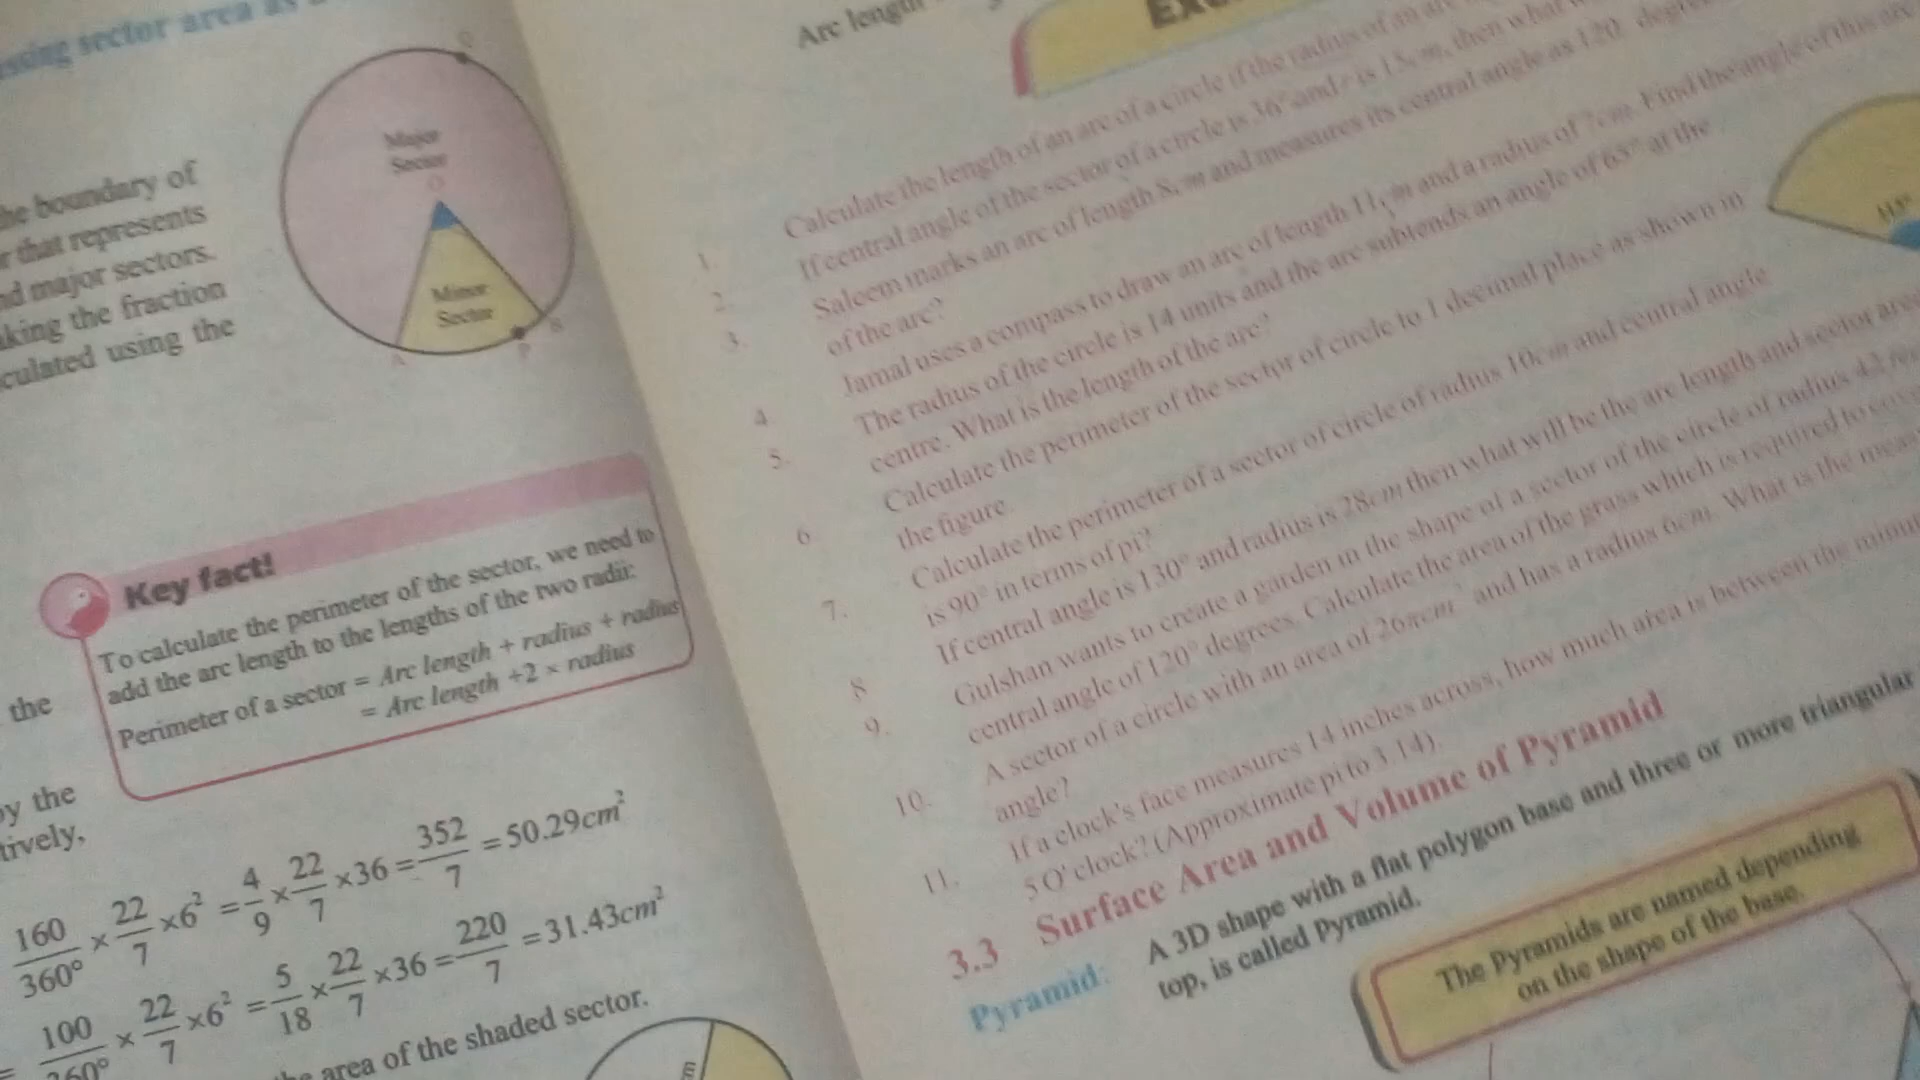 sector area as
he boundary of
r that represents
nd major sectors.
king the fraction
culated using the
Major
Sector
O
Minor
Sector
A
P
B
Key fact!
To calculate the perimeter of the sector, we need to
add the arc length to the lengths of the two radii:
Perimeter of a sector = Arc length + radius + radius
= Arc length +2 × radius
the
by the
tively,
160/360° × 22/7 ×6² = 4/9 × 22/7 ×36 = 352/7 = 50.29cm²
100/360° × 22/7 ×6² = 5/18 × 22/7 ×36 = 220/7 = 31.43cm²
area of the shaded sector.
Arc length
1. Calculate the length of an arc of a circle if the radius of an arc
2. If central angle of the sector of a circle is 36° and r is 15cm, then what
3. Saleem marks an arc of length 8cm and measures its central angle as 120
of the arc?
4. Jamal uses a compass to draw an arc of length 11cm and a radius of 7cm. Find the angle of this arc
5. The radius of the circle is 14 units and the arc subtends an angle of 65° at the
centre. What is the length of the arc?
6. Calculate the perimeter of the sector of circle to 1 decimal place as shown in
the figure.
7. Calculate the perimeter of a sector of circle of radius 10cm and central angle
is 90° in terms of pi?
8. If central angle is 130° and radius is 28cm then what will be the arc length and sector area
9. Gulshan wants to create a garden in the shape of a sector of the circle of radius 42
central angle of 120° degrees. Calculate the area of the grass which is required to cover
10. A sector of a circle with an area of 26πcm² and has a radius 6cm. What is the
angle?
11. If a clock's face measures 14 inches across, how much area is between the
5 O' clock? (Approximate pi to 3.14).
3.3 Surface Area and Volume of Pyramid
Pyramid: A 3D shape with a flat polygon base and three or more triangular
top, is called Pyramid.
The Pyramids are named depending
on the shape of the base.